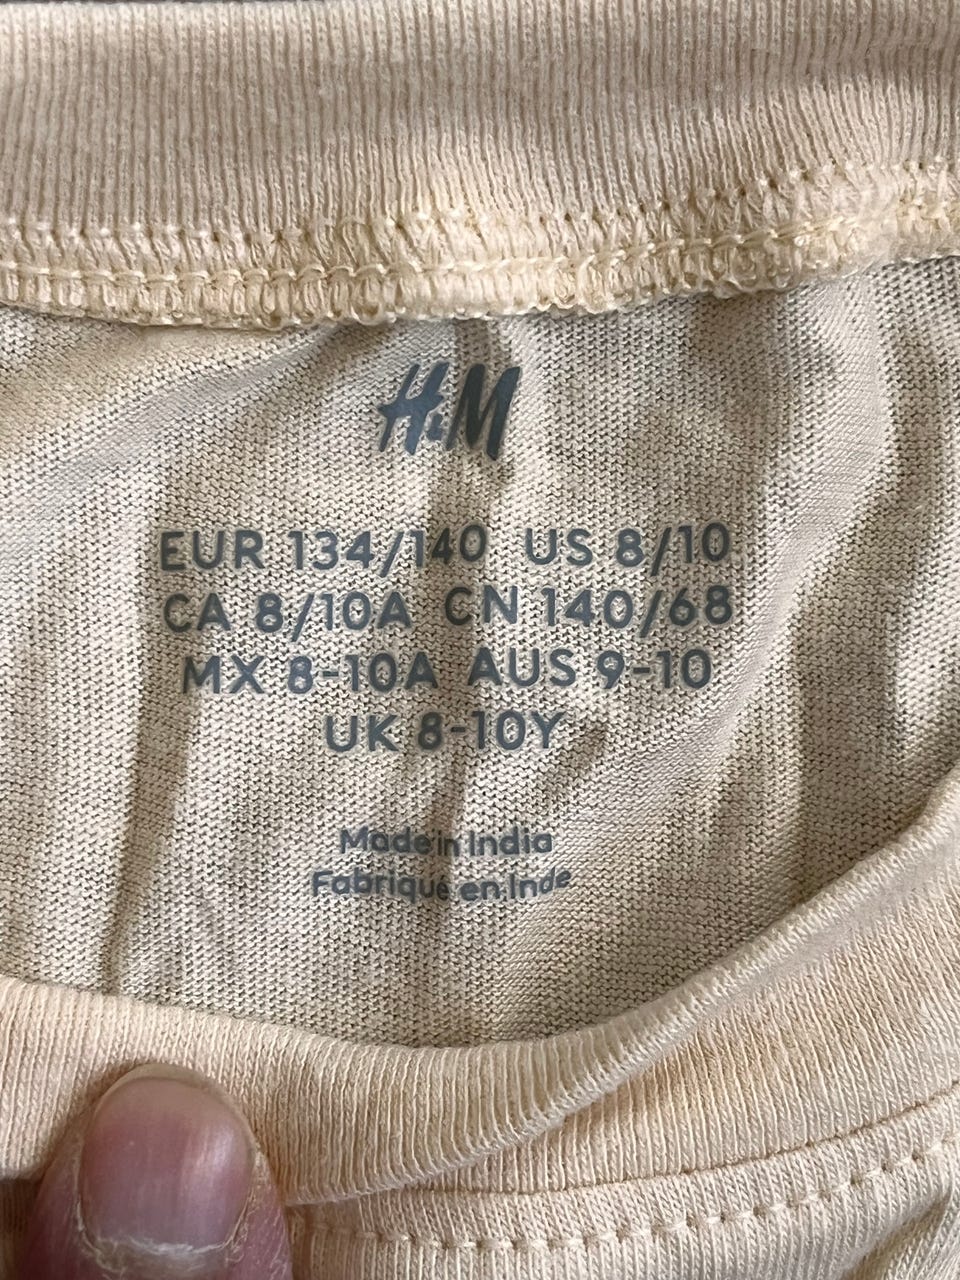 H&M
EUR 134/140 US 8/10
CA 8/10A CN 140/68
MX 8-10A AUS 9-10
UK 8-10Y
Made in India
Fabriqué en Inde